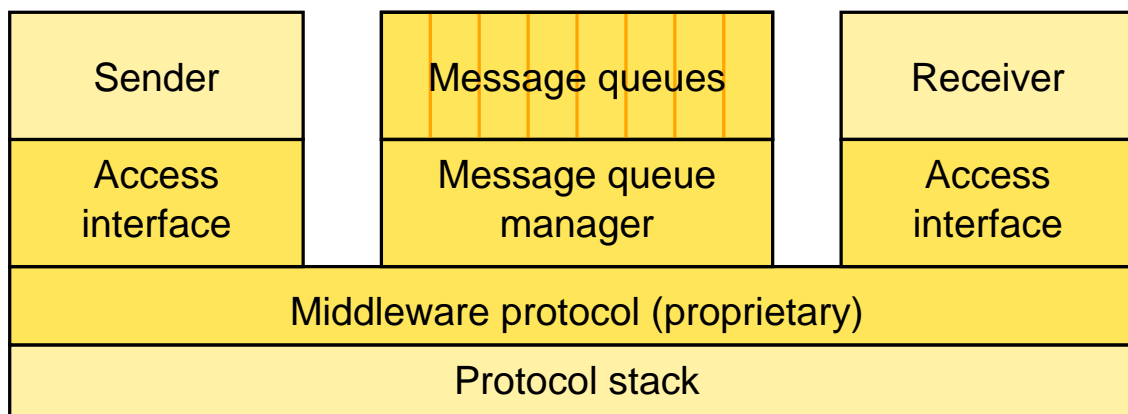 Sender
Message queues
Receiver
Access
interface
Message queue
manager
Access
interface
Middleware protocol (proprietary)
Protocol stack